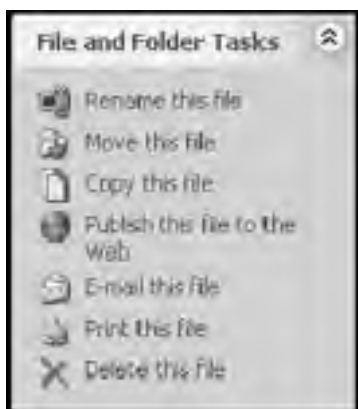 File and Folder Tasks
Rename this file
Move this file
Copy this file
Publish this file to the
Web
E-mail this file
Print this file
Delete this file